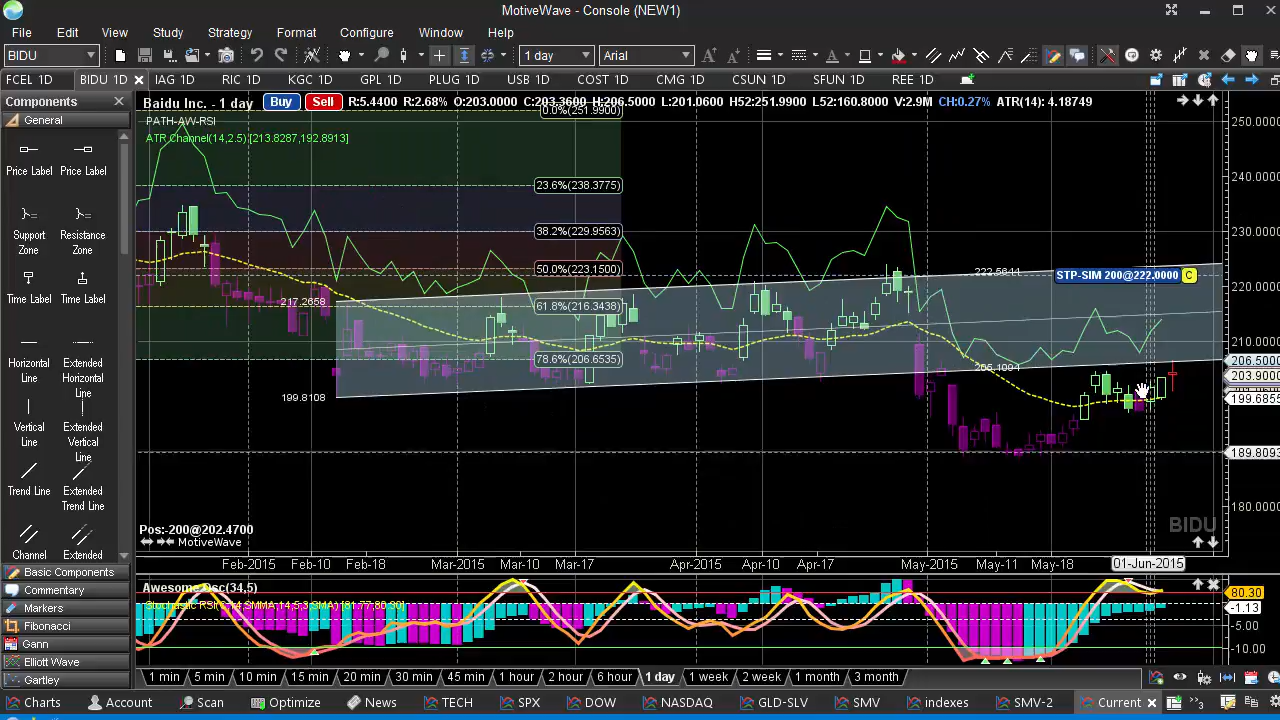 MotiveWave - Console (NEW1)
File Edit View Study Strategy Format Configure Window Help
BIDU 1 day Arial
FCEL 1D BIDU 1D IAG 1D RIC 1D KGC 1D GPL 1D PLUG 1D USB 1D COST 1D CMG 1D CSUN 1D SFUN 1D REE 1D
Components
General
Price Label Price Label
Support Zone Resistance Zone
Time Label Time Label
Horizontal Line Extended Horizontal Line
Vertical Line Extended Vertical Line
Trend Line Extended Trend Line
Channel Extended
Basic Components
Commentary
Markers
Fibonacci
Gann
Elliott Wave
Gartley
Baidu Inc. - 1 day Buy Sell R:5.4400 R:2.68% O:203.0000 C:203.3600 H:206.5000 L:201.0600 H52:251.9900 L52:160.8000 V:2.9M CH:0.27% ATR(14): 4.18749
PATH-AW-RSI
ATR Channel(14,2.5) [213.8287,192.8913]
0.0%(251.9900)
23.6%(238.3775)
38.2%(229.9563)
50.0%(223.1500)
61.8%(216.3438)
78.6%(206.6535)
217.2658
199.8108
222.5644
205.1094
STP-SIM 200@222.0000 C
250.0000
240.0000
230.0000
220.0000
210.0000
206.5000
203.9000
199.6855
189.8093
180.0000
BIDU
Pos:-200@202.4700
MotiveWave
Feb-2015 Feb-10 Feb-18 Mar-2015 Mar-10 Mar-17 Apr-2015 Apr-10 Apr-17 May-2015 May-11 May-18 01-Jun-2015
Awesome Osc(34,5)
80.30
-1.13
-5.00
-10.00
1 min 5 min 10 min 15 min 20 min 30 min 45 min 1 hour 2 hour 6 hour 1 day 1 week 2 week 1 month 3 month
Charts Account Scan Optimize News TECH SPX DOW NASDAQ GLD-SLV SMV indexes SMV-2 Current